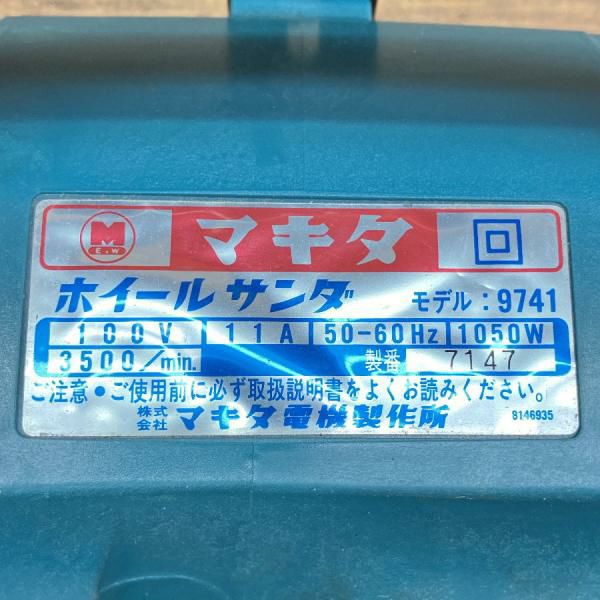 M
E.W
マキタ
ホイールサンダ モデル:9741
100V 11A 50-60Hz 1050W
3500/min. 製番 7147
ご注意・ご使用前に必ず取扱説明書をよくお読みください。
株式会社 マキタ電機製作所
8146935